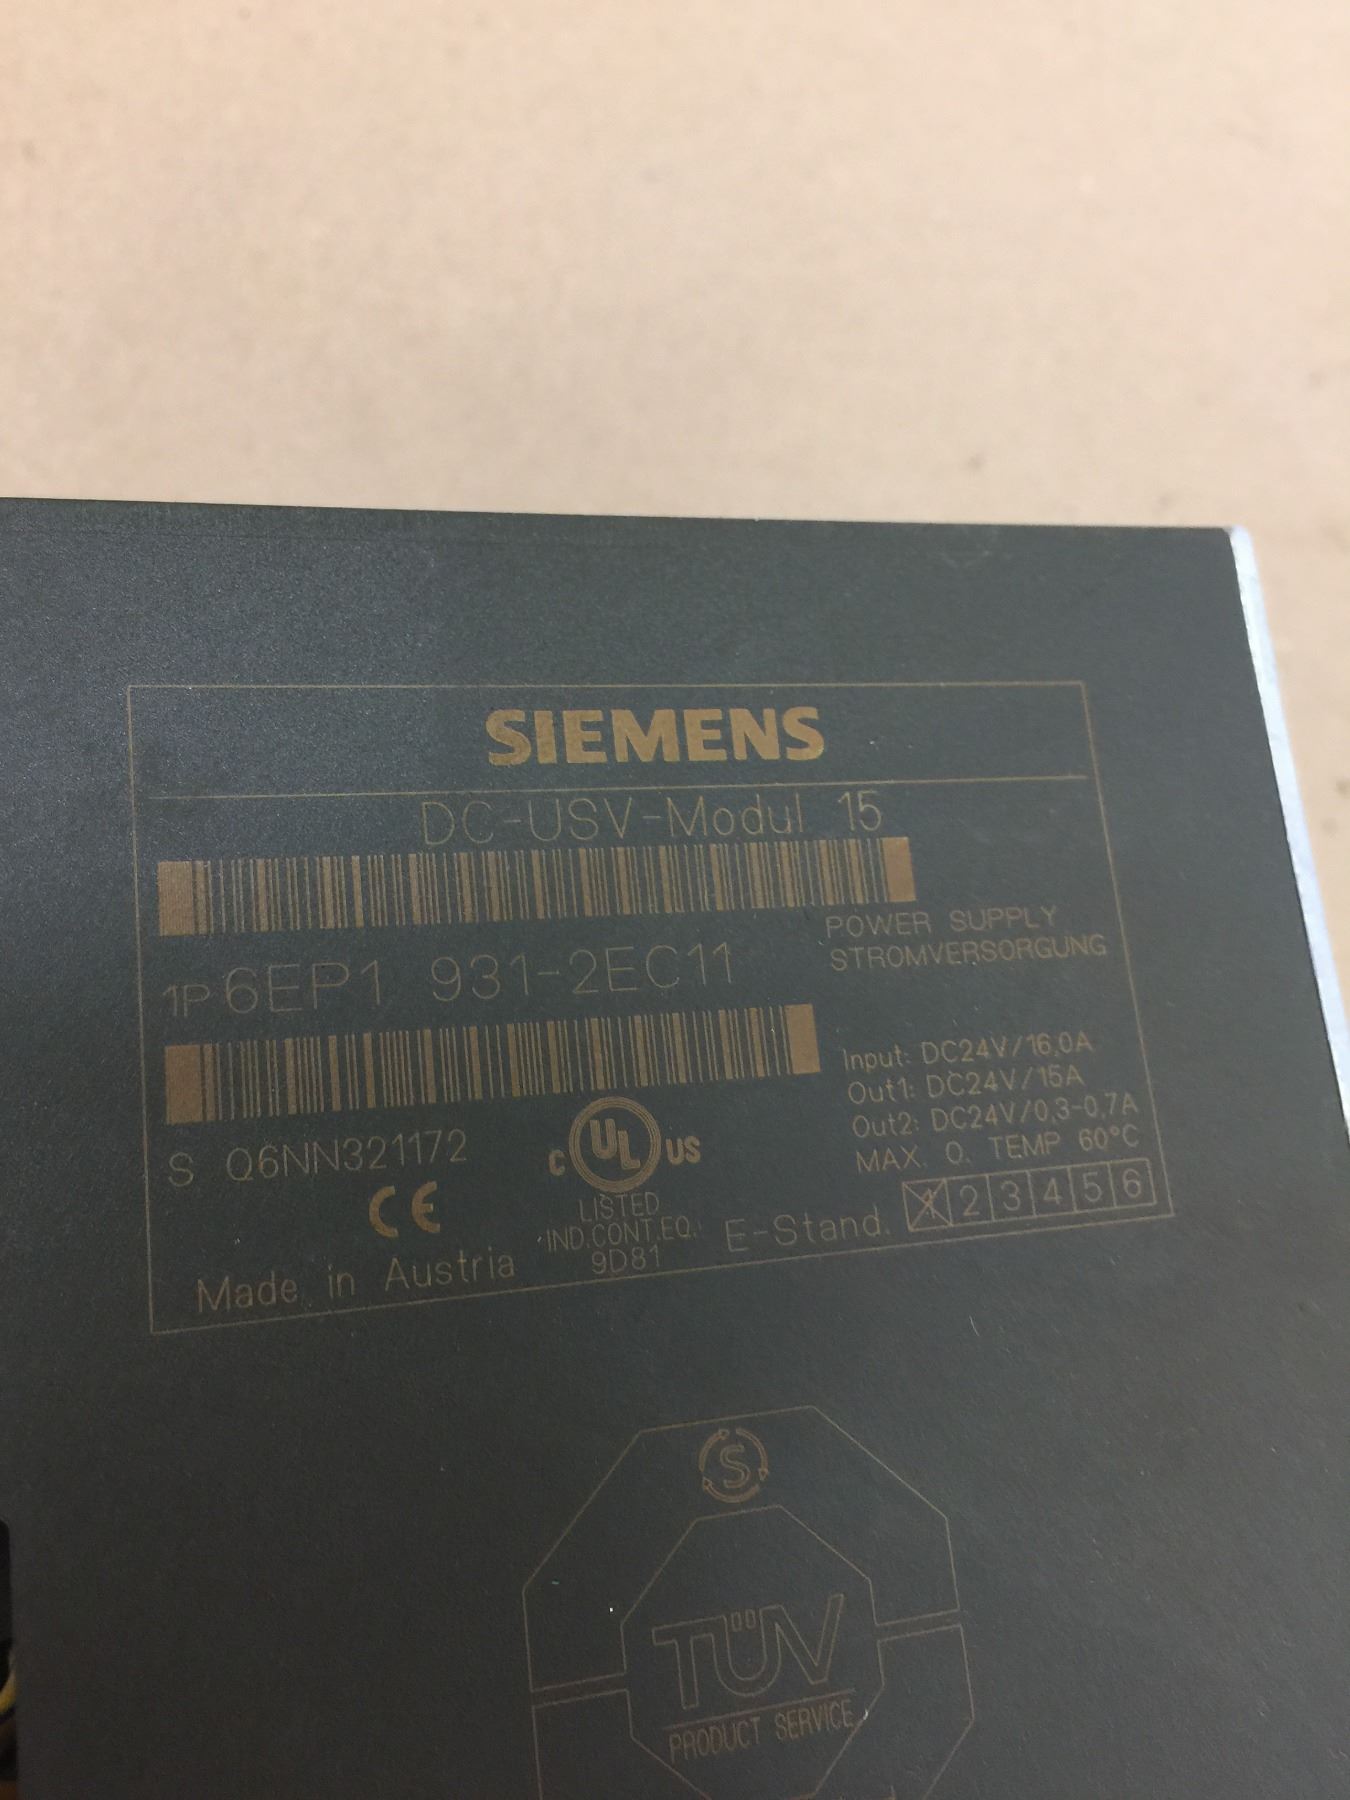 SIEMENS
DC-USV-Modul 15
POWER SUPPLY
STROMVERSORGUNG
1P 6EP1 931-2EC11
Input: DC24V/16,0A
Out1: DC24V/15A
Out2: DC24V/0,3-0,7A
MAX. O. TEMP 60°C
S Q6NN321172
C UL US
LISTED
IND.CONT.EQ.
9D81
CE
E-Stand. 1 2 3 4 5 6
Made in Austria
S
TÜV
PRODUCT SERVICE